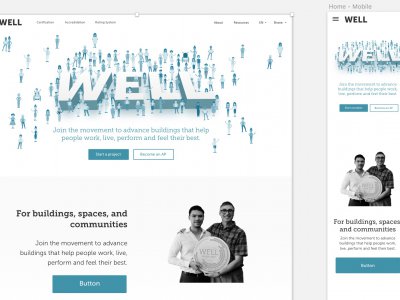 Home - Mobile
WELL
Certification
Accreditation
About
Resources
EN
WELL
Join the movement to advance buildings that help
people work, live, perform and feel their best.
Start a project
Become an AP
For buildings, spaces, and
communities
Join the movement to advance
buildings that help people work, live,
perform and feel their best.
Button
WELL
WELL
WELL
Join the movement to advance buildings that
help people work, live, perform and feel their
best.
Start a project
Become an AP
WELL
For buildings, spaces, and
communities
Join the movement to advance buildings
that help people work, live, perform and
feel their best.
Button